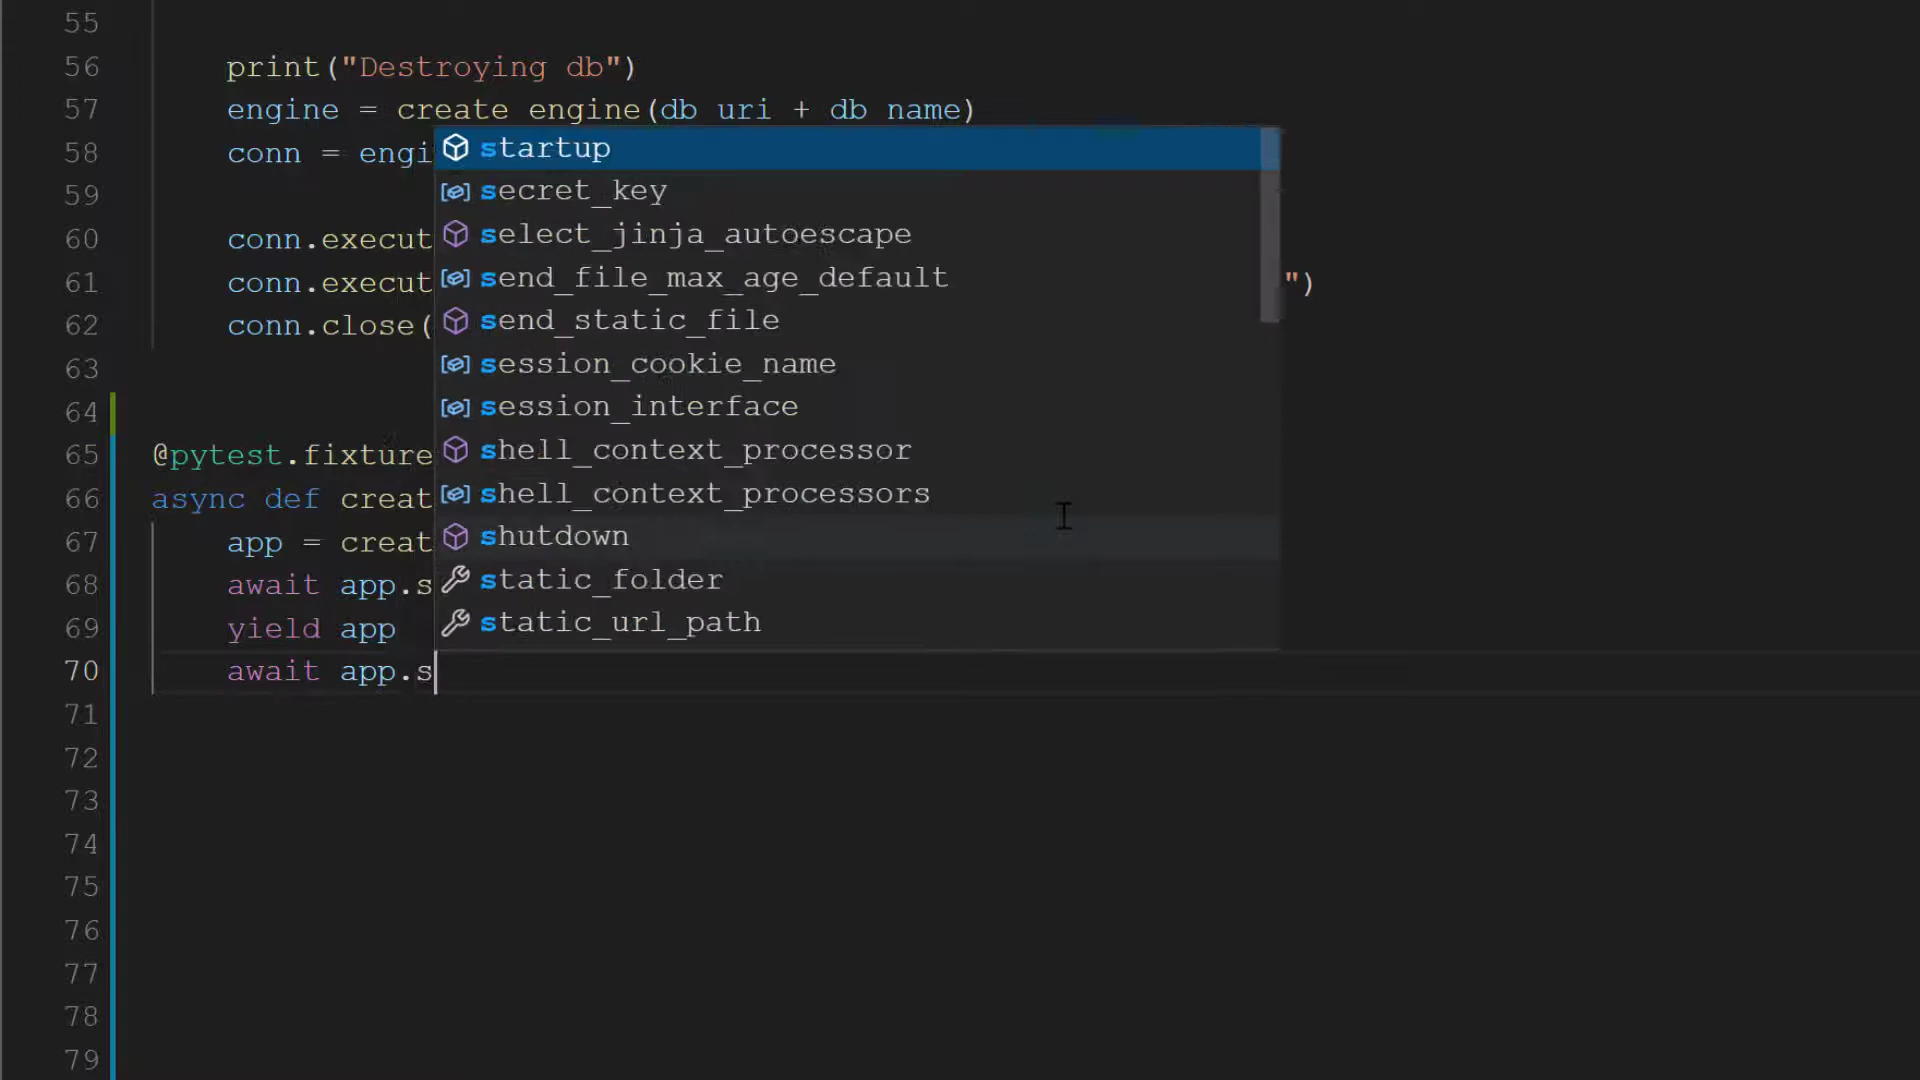 55
56 print("Destroying db")
57 engine = create engine(db uri + db name)
58 conn = engi
startup
59
secret_key
60 conn.execut
select_jinja_autoescape
61 conn.execut
send_file_max_age_default
")
62 conn.close(
send_static_file
63
session_cookie_name
64
session_interface
65 @pytest.fixture
shell_context_processor
66 async def creat
shell_context_processors
67 app = creat
shutdown
68 await app.s
static_folder
69 yield app
static_url_path
70 await app.s
71
72
73
74
75
76
77
78
79